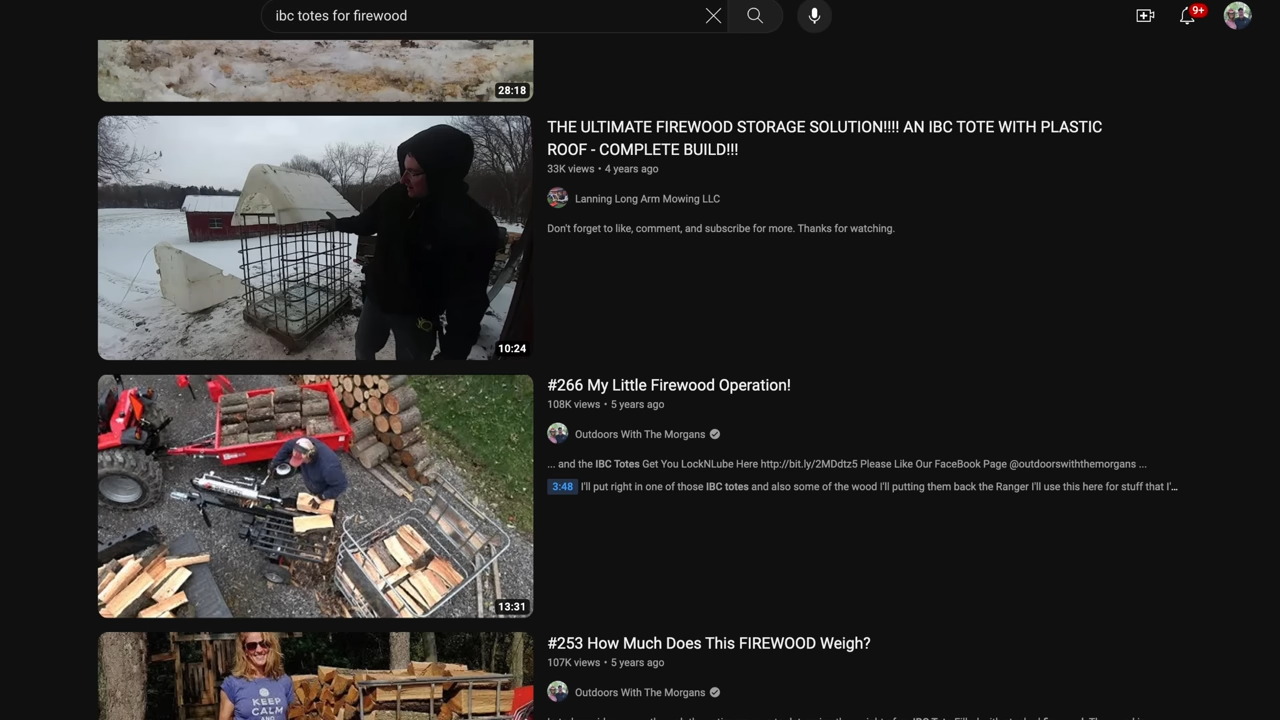 ibc totes for firewood
9+
28:18
THE ULTIMATE FIREWOOD STORAGE SOLUTION!!!! AN IBC TOTE WITH PLASTIC
ROOF - COMPLETE BUILD!!!
33K views • 4 years ago
Lanning Long Arm Mowing LLC
Don't forget to like, comment, and subscribe for more. Thanks for watching.
10:24
#266 My Little Firewood Operation!
108K views • 5 years ago
Outdoors With The Morgans
... and the IBC Totes Get You LockNLube Here http://bit.ly/2MDdtz5 Please Like Our FaceBook Page @outdoorswiththemorgans ...
3:48 I'll put right in one of those IBC totes and also some of the wood I'll putting them back the Ranger I'll use this here for stuff that I'...
13:31
#253 How Much Does This FIREWOOD Weigh?
107K views • 5 years ago
Outdoors With The Morgans
KEEP
CALM
AND